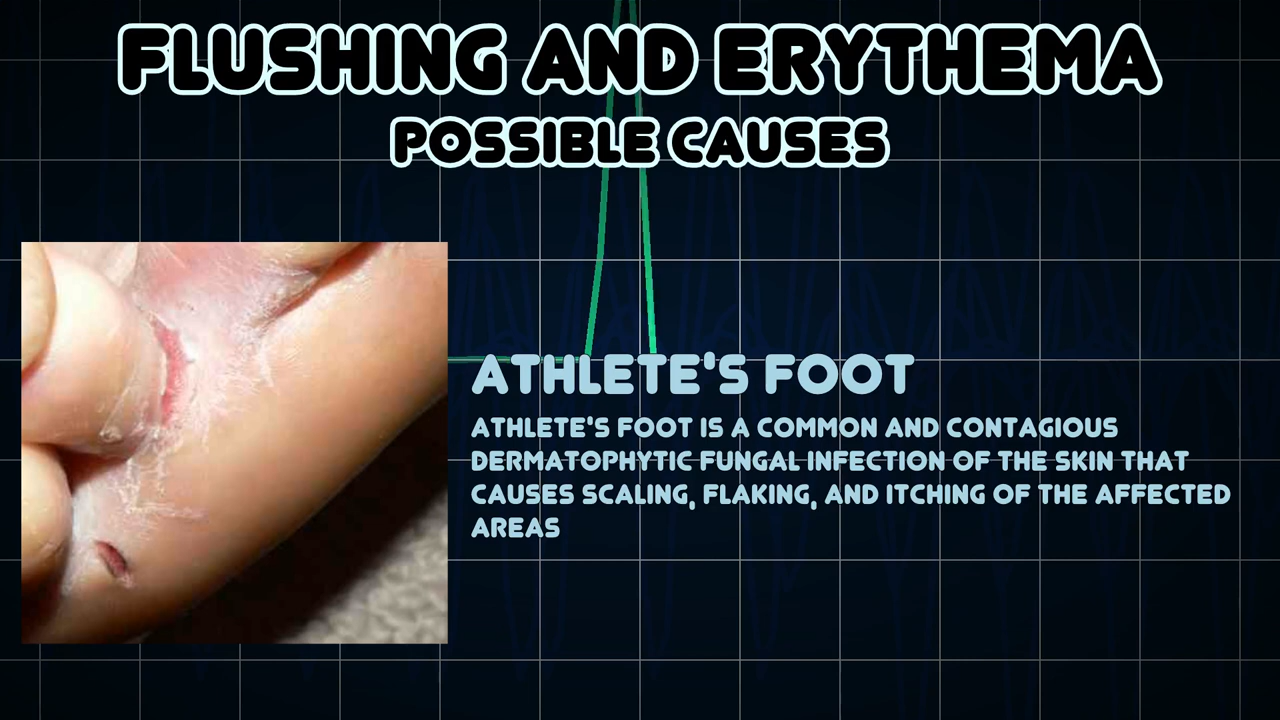 FLUSHING AND ERYTHEMA
POSSIBLE CAUSES
ATHLETE'S FOOT
ATHLETE'S FOOT IS A COMMON AND CONTAGIOUS
DERMATOPHYTIC FUNGAL INFECTION OF THE SKIN THAT
CAUSES SCALING, FLAKING, AND ITCHING OF THE AFFECTED
AREAS